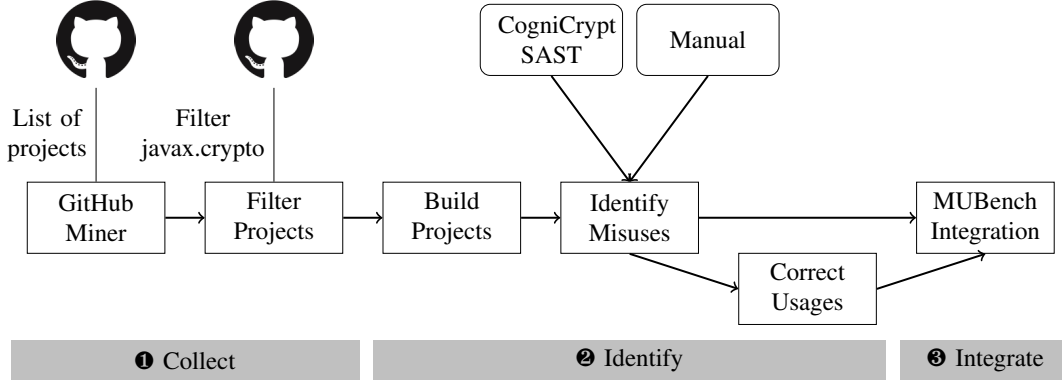 CogniCrypt
SAST
Manual
List of
projects
Filter
javax.crypto
GitHub
Miner
Filter
Projects
Build
Projects
Identify
Misuses
MUBench
Integration
Correct
Usages
❶ Collect
❷ Identify
❸ Integrate